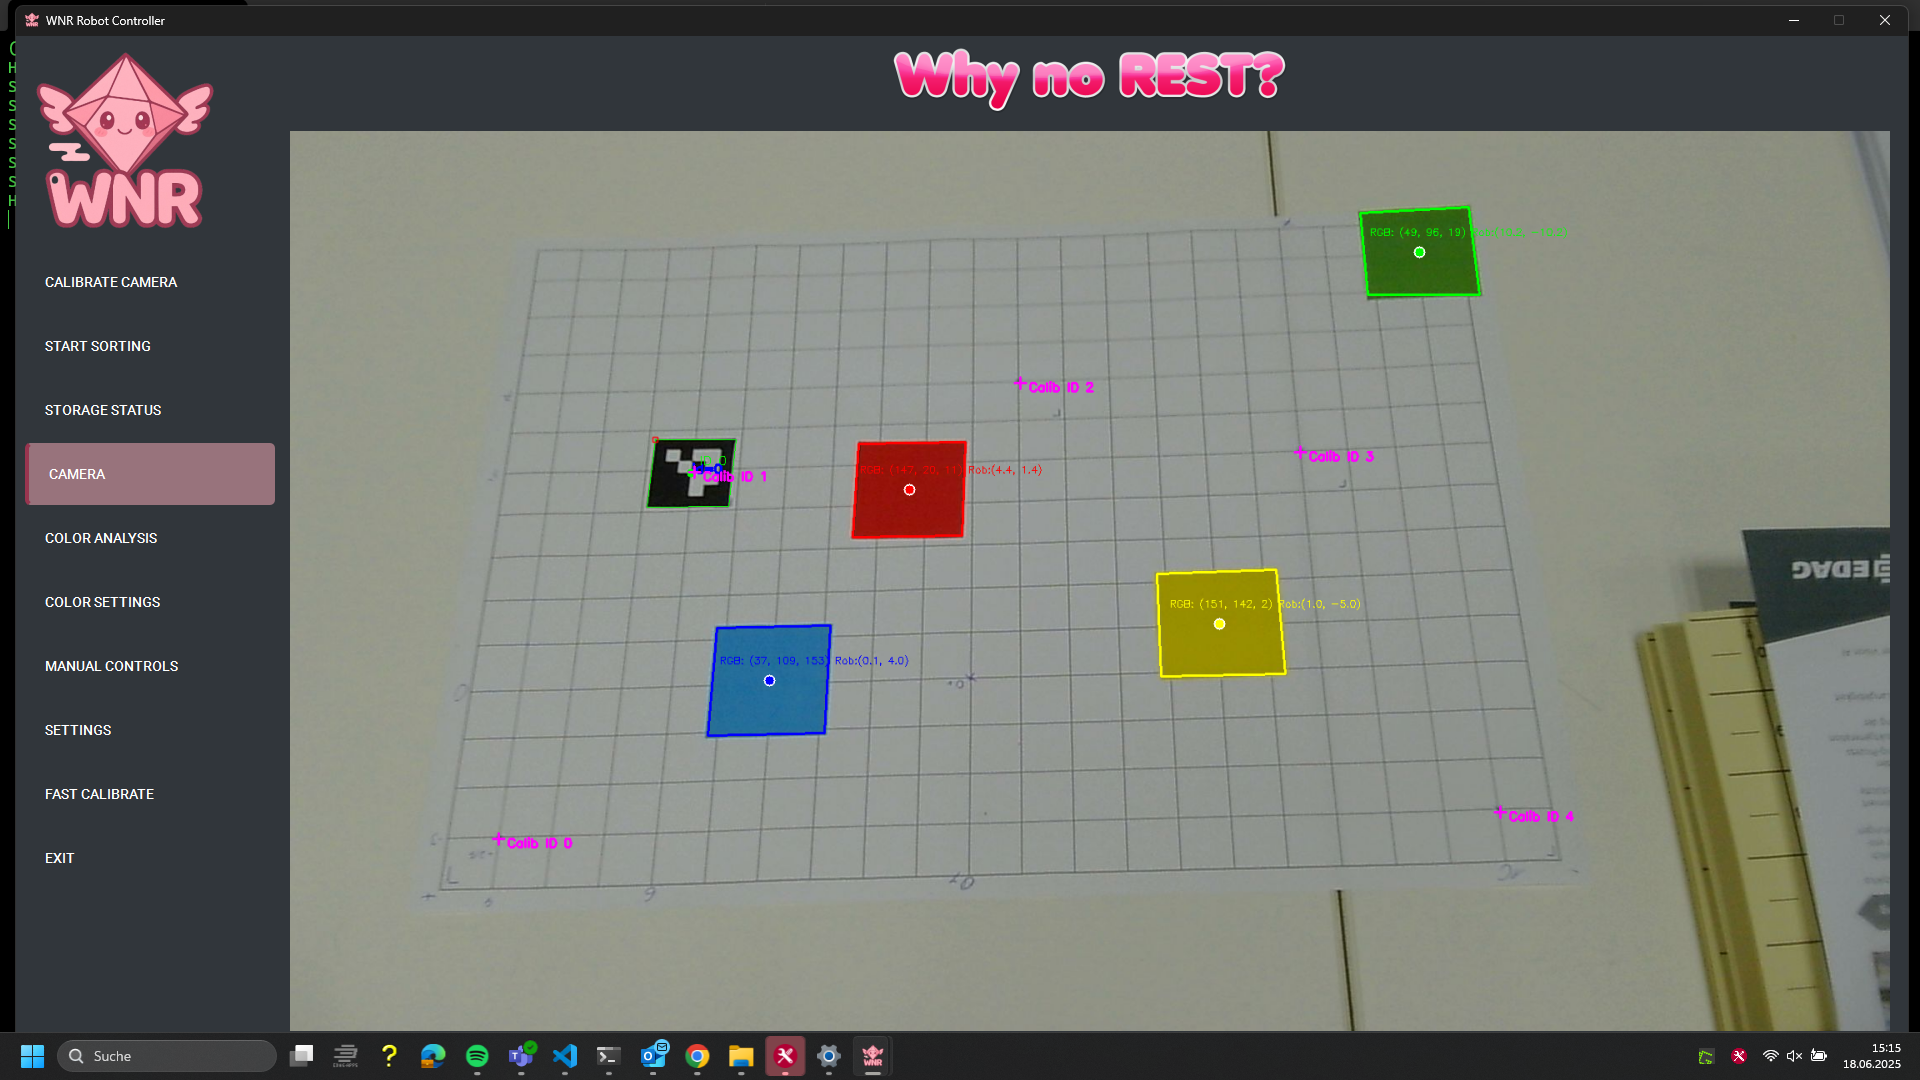 WNR Robot Controller
Why no REST?
WNR
CALIBRATE CAMERA
START SORTING
STORAGE STATUS
CAMERA
COLOR ANALYSIS
COLOR SETTINGS
MANUAL CONTROLS
SETTINGS
FAST CALIBRATE
EXIT
RGB: (49, 96, 19)
Calib ID 2
Calib ID 3
Calib ID 1
RGB: (147, 20, 11) Rob:(4.4, 1.4)
RGB: (151, 142, 2) Rob:(1.0, -5.0)
RGB: (37, 109, 153) Rob:(0.1, 4.0)
EDAG
Calib ID 4
Calib ID 0
Suche
15:15
18.06.2025